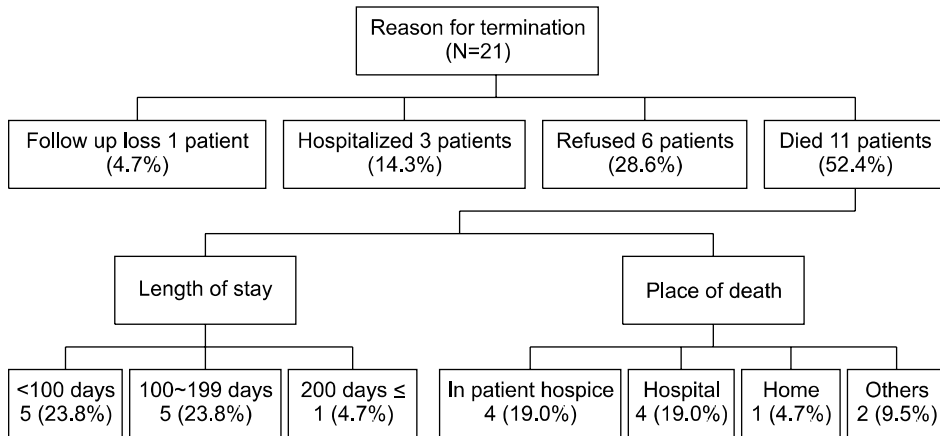 Reason for termination
(N=21)
Follow up loss 1 patient
(4.7%)
Hospitalized 3 patients
(14.3%)
Refused 6 patients
(28.6%)
Died 11 patients
(52.4%)
Length of stay
Place of death
<100 days
5 (23.8%)
100~199 days
5 (23.8%)
200 days ≤
1 (4.7%)
In patient hospice
4 (19.0%)
Hospital
4 (19.0%)
Home
1 (4.7%)
Others
2 (9.5%)